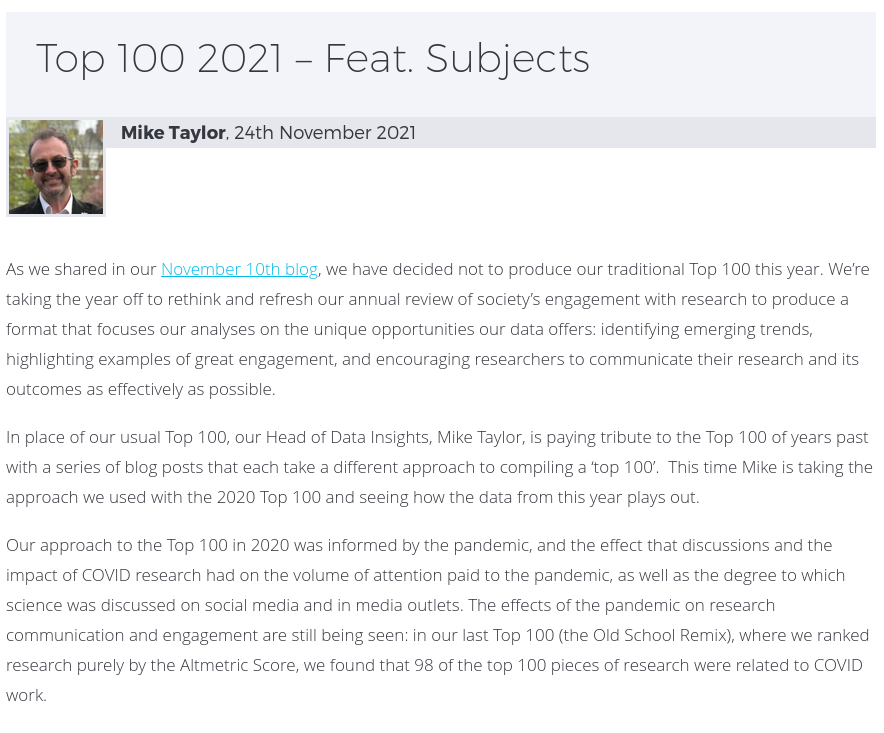 Top 100 2021 – Feat. Subjects
Mike Taylor, 24th November 2021
As we shared in our November 10th blog, we have decided not to produce our traditional Top 100 this year. We’re
taking the year off to rethink and refresh our annual review of society’s engagement with research to produce a
format that focuses our analyses on the unique opportunities our data offers: identifying emerging trends,
highlighting examples of great engagement, and encouraging researchers to communicate their research and its
outcomes as effectively as possible.
In place of our usual Top 100, our Head of Data Insights, Mike Taylor, is paying tribute to the Top 100 of years past
with a series of blog posts that each take a different approach to compiling a ‘top 100’.  This time Mike is taking the
approach we used with the 2020 Top 100 and seeing how the data from this year plays out.
Our approach to the Top 100 in 2020 was informed by the pandemic, and the effect that discussions and the
impact of COVID research had on the volume of attention paid to the pandemic, as well as the degree to which
science was discussed on social media and in media outlets. The effects of the pandemic on research
communication and engagement are still being seen: in our last Top 100 (the Old School Remix), where we ranked
research purely by the Altmetric Score, we found that 98 of the top 100 pieces of research were related to COVID
work.